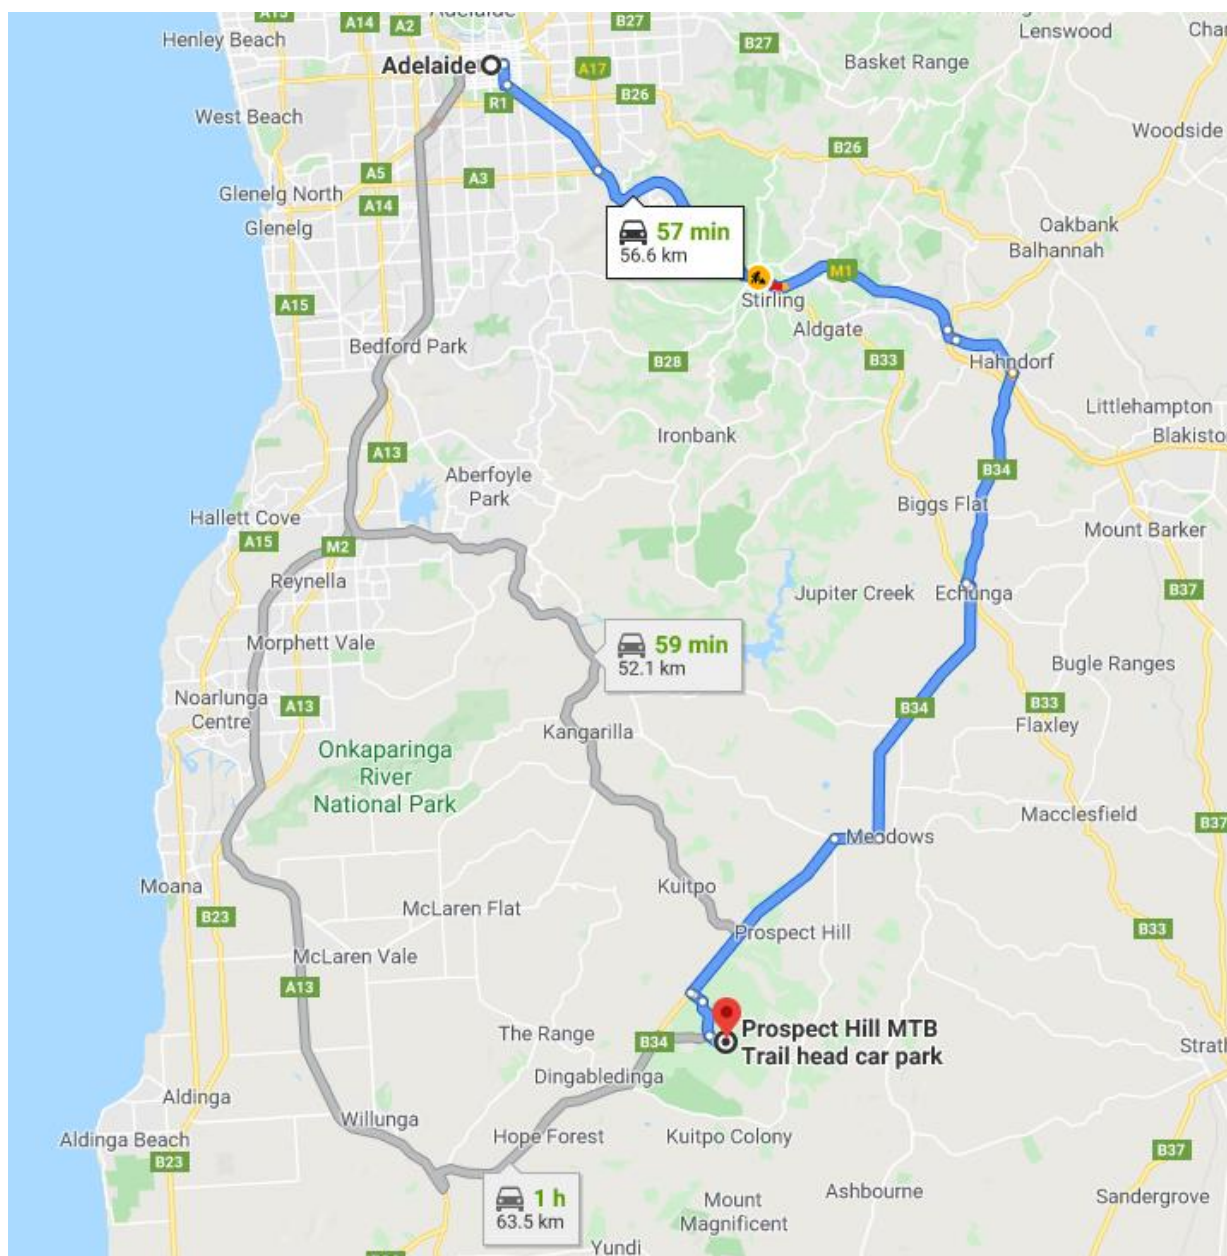 A13
A14
A2
Adelaide
B27
Lenswood
Henley Beach
B27
Basket Range
Adelaide
A17
R1
B26
West Beach
Woodside
B26
A5
A3
Glenelg North
A14
Glenelg
57 min
56.6 km
Oakbank
Balhannah
M1
A15
Stirling
Aldgate
Bedford Park
B28
B33
Hahndorf
Littlehampton
Ironbank
A13
Aberfoyle
Park
B34
Biggs Flat
Hallett Cove
A15
M2
Mount Barker
Reynella
Jupiter Creek
Echunga
B37
Morphett Vale
59 min
52.1 km
Bugle Ranges
Noarlunga
Centre
A13
B34
B33
Flaxley
Kangarilla
Onkaparinga
River
National Park
Macclesfield
B37
Meadows
Moana
Kuitpo
McLaren Flat
B23
Prospect Hill
B33
McLaren Vale
A13
The Range
B34
Prospect Hill MTB
Trail head car park
Dingabledinga
Aldinga
Willunga
Aldinga Beach
Hope Forest
Kuitpo Colony
B23
B37
1 h
63.5 km
Ashbourne
Mount
Magnificent
Sandergrove
Yundi